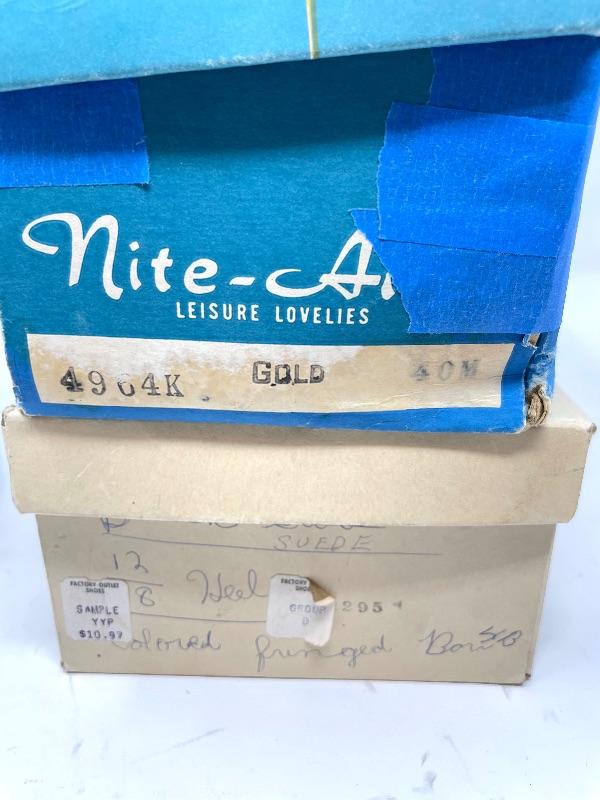 Nite-
LEISURE LOVELIES
4964K GOLD 40M
SUEDE
12
8 Heel
FACTORY OUTLET
SHOES
SAMPLE
YYP
$10.97
FACTORY
GROUP
D
295
colored fringed